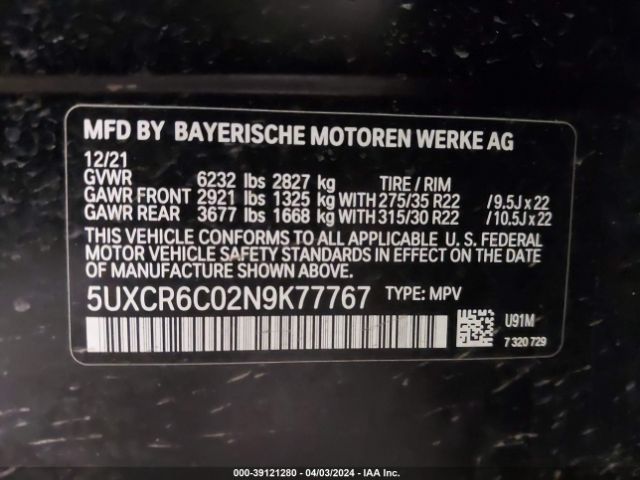 MFD BY BAYERISCHE MOTOREN WERKE AG
12/21
GVWR 6232 lbs 2827 kg TIRE / RIM
GAWR FRONT 2921 lbs 1325 kg WITH 275/35 R22 /9.5J x 22
GAWR REAR 3677 lbs 1668 kg WITH 315/30 R22 /10.5J x 22
THIS VEHICLE CONFORMS TO ALL APPLICABLE U. S. FEDERAL
MOTOR VEHICLE SAFETY STANDARDS IN EFFECT ON THE
DATE OF MANUFACTURE SHOWN ABOVE.
5UXCR6C02N9K77767 TYPE: MPV
U91M
7 320 729
000-39121280 - 04/03/2024 - IAA Inc.